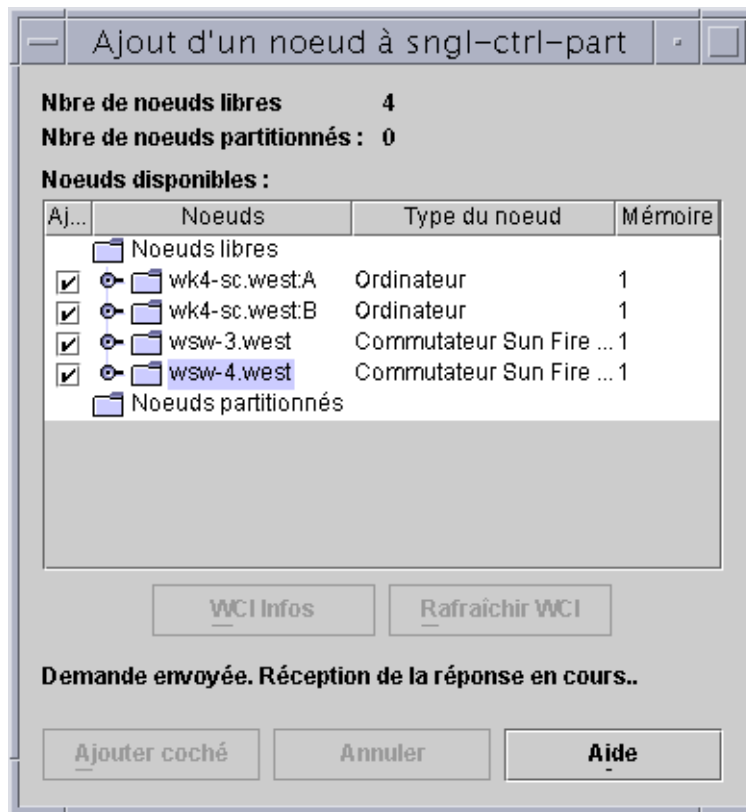 Ajout d'un noeud à sngl-ctrl-part
Nbre de noeuds libres 4
Nbre de noeuds partitionnés : 0
Noeuds disponibles :
Aj... Noeuds Type du noeud Mémoire
Noeuds libres
wk4-sc.west:A Ordinateur 1
wk4-sc.west:B Ordinateur 1
wsw-3.west Commutateur Sun Fire ... 1
wsw-4.west Commutateur Sun Fire ... 1
Noeuds partitionnés
WCI Infos Rafraîchir WCI
Demande envoyée. Réception de la réponse en cours..
Ajouter coché Annuler Aide